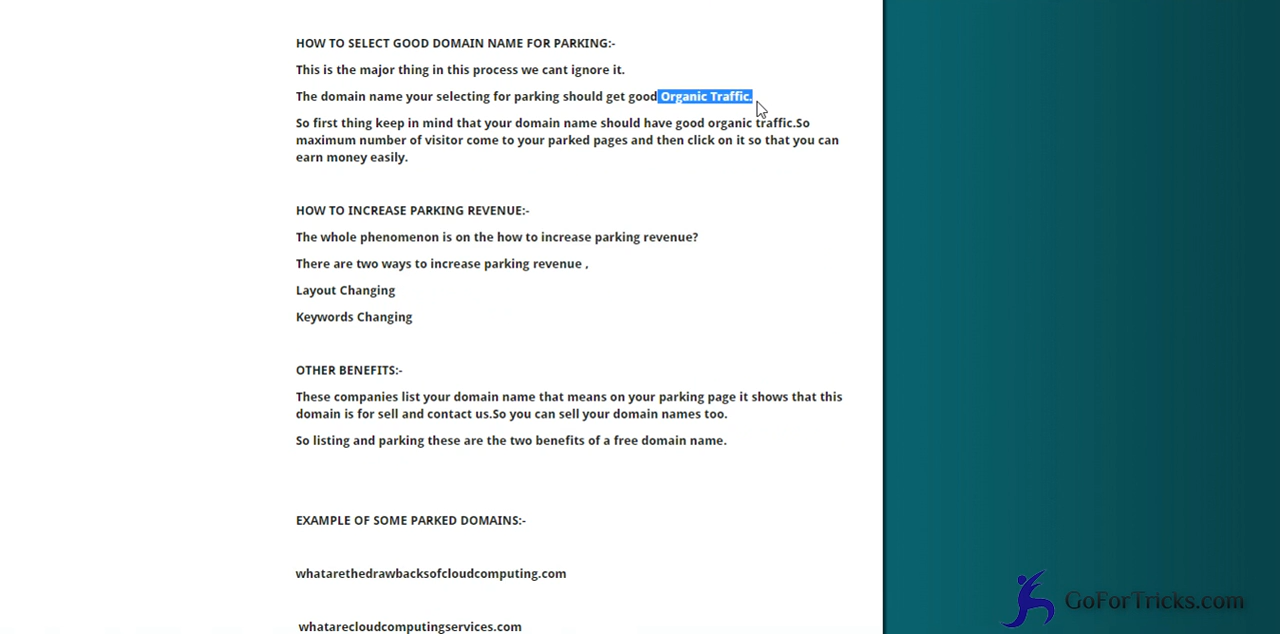 HOW TO SELECT GOOD DOMAIN NAME FOR PARKING:-
This is the major thing in this process we cant ignore it.
The domain name your selecting for parking should get good Organic Traffic.
So first thing keep in mind that your domain name should have good organic traffic.So
maximum number of visitor come to your parked pages and then click on it so that you can
earn money easily.
HOW TO INCREASE PARKING REVENUE:-
The whole phenomenon is on the how to increase parking revenue?
There are two ways to increase parking revenue ,
Layout Changing
Keywords Changing
OTHER BENEFITS:-
These companies list your domain name that means on your parking page it shows that this
domain is for sell and contact us.So you can sell your domain names too.
So listing and parking these are the two benefits of a free domain name.
EXAMPLE OF SOME PARKED DOMAINS:-
whatarethedrawbacksofcloudcomputing.com
whatarecloudcomputingservices.com
GoForTricks.com